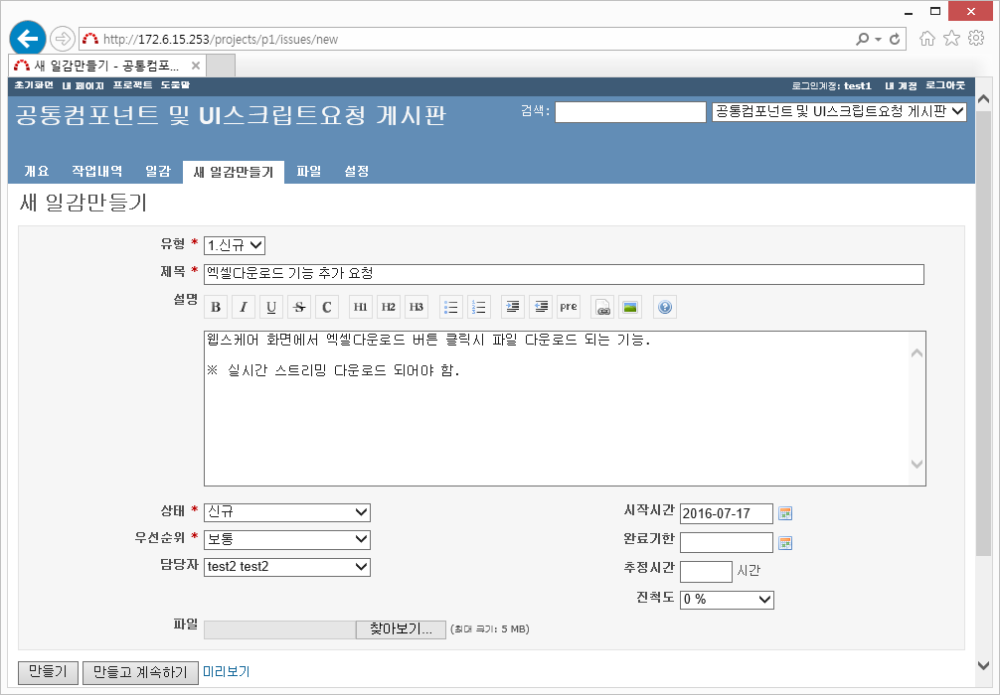 http://172.6.15.253/projects/p1/issues/new
새 일감만들기 - 공통컴포...
초기화면 내 페이지 프로젝트 도움말 로그인계정: test1 내 계정 로그아웃
공통컴포넌트 및 UI스크립트요청 게시판 검색: 공통컴포넌트 및 UI스크립트요청 게시판
개요 작업내역 일감 새 일감만들기 파일 설정
새 일감만들기
유형 * 1.신규
제목 * 엑셀다운로드 기능 추가 요청
설명 B I U S C H1 H2 H3 pre
웹스케어 화면에서 엑셀다운로드 버튼 클릭시 파일 다운로드 되는 기능.
※ 실시간 스트리밍 다운로드 되어야 함.
상태 * 신규 시작시간 2016-07-17
우선순위 * 보통 완료기한
담당자 test2 test2 추정시간 시간
진척도 0 %
파일 찾아보기... (최대 크기: 5 MB)
만들기 만들고 계속하기 미리보기